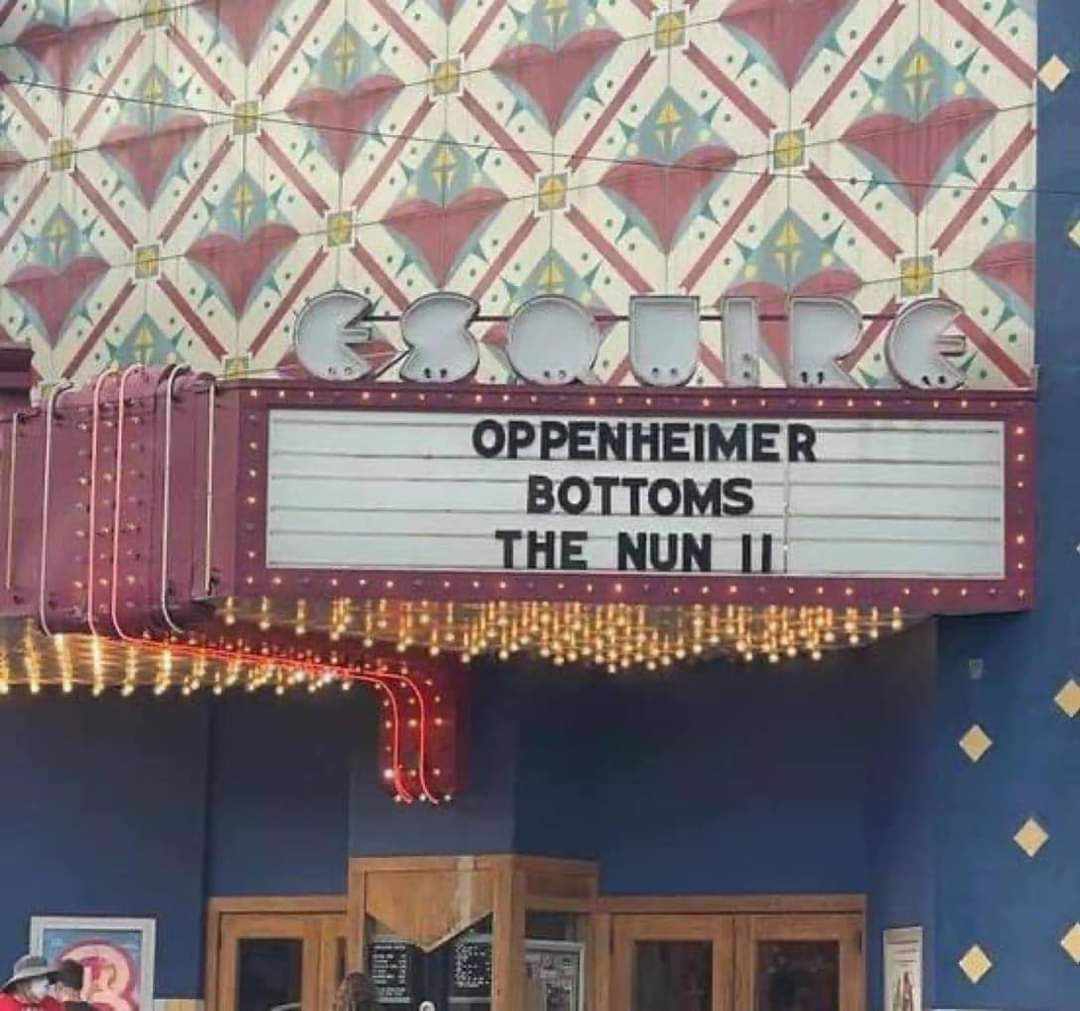 ESQUIRE
OPPENHEIMER
BOTTOMS
THE NUN II
B